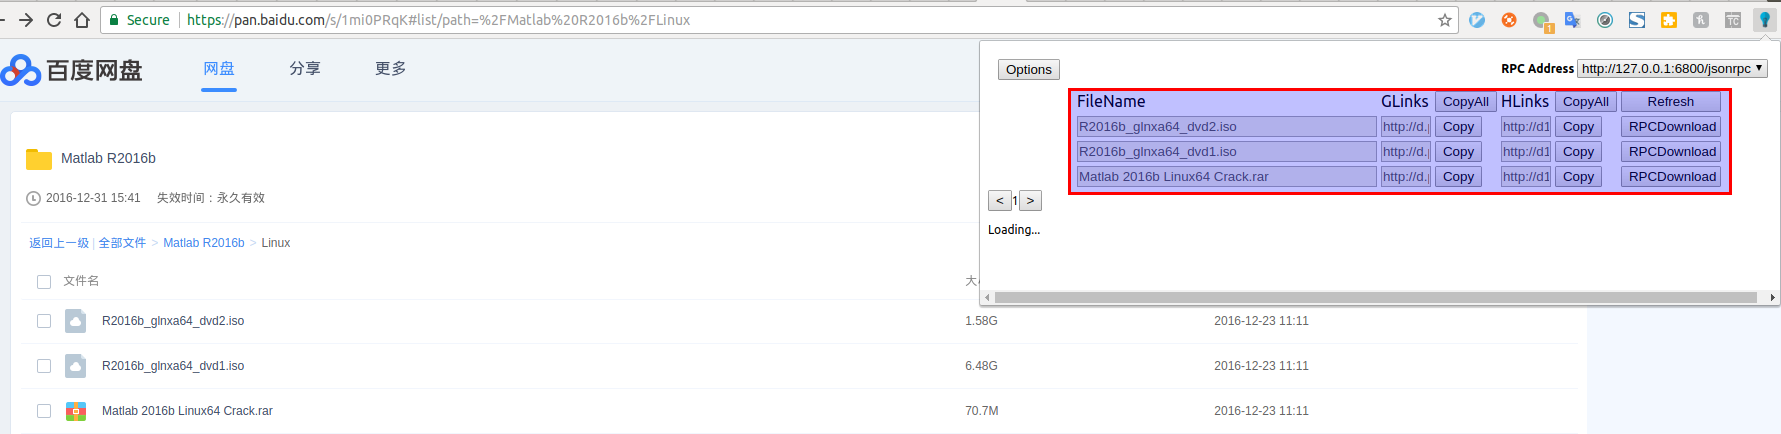 Secure https://pan.baidu.com/s/1mi0PRqK#list/path=%2FMatlab%20R2016b%2FLinux
1
TC
百度网盘 网盘 分享 更多
Options RPC Address http://127.0.0.1:6800/jsonrpc
FileName GLinks CopyAll HLinks CopyAll Refresh
R2016b_glnxa64_dvd2.iso http://d. Copy http://d1 Copy RPCDownload
R2016b_glnxa64_dvd1.iso http://d. Copy http://d1 Copy RPCDownload
Matlab 2016b Linux64 Crack.rar http://d. Copy http://d1 Copy RPCDownload
< 1 >
Loading...
Matlab R2016b
2016-12-31 15:41 失效时间：永久有效
返回上一级 | 全部文件 > Matlab R2016b > Linux
文件名
R2016b_glnxa64_dvd2.iso 1.58G 2016-12-23 11:11
R2016b_glnxa64_dvd1.iso 6.48G 2016-12-23 11:11
Matlab 2016b Linux64 Crack.rar 70.7M 2016-12-23 11:11